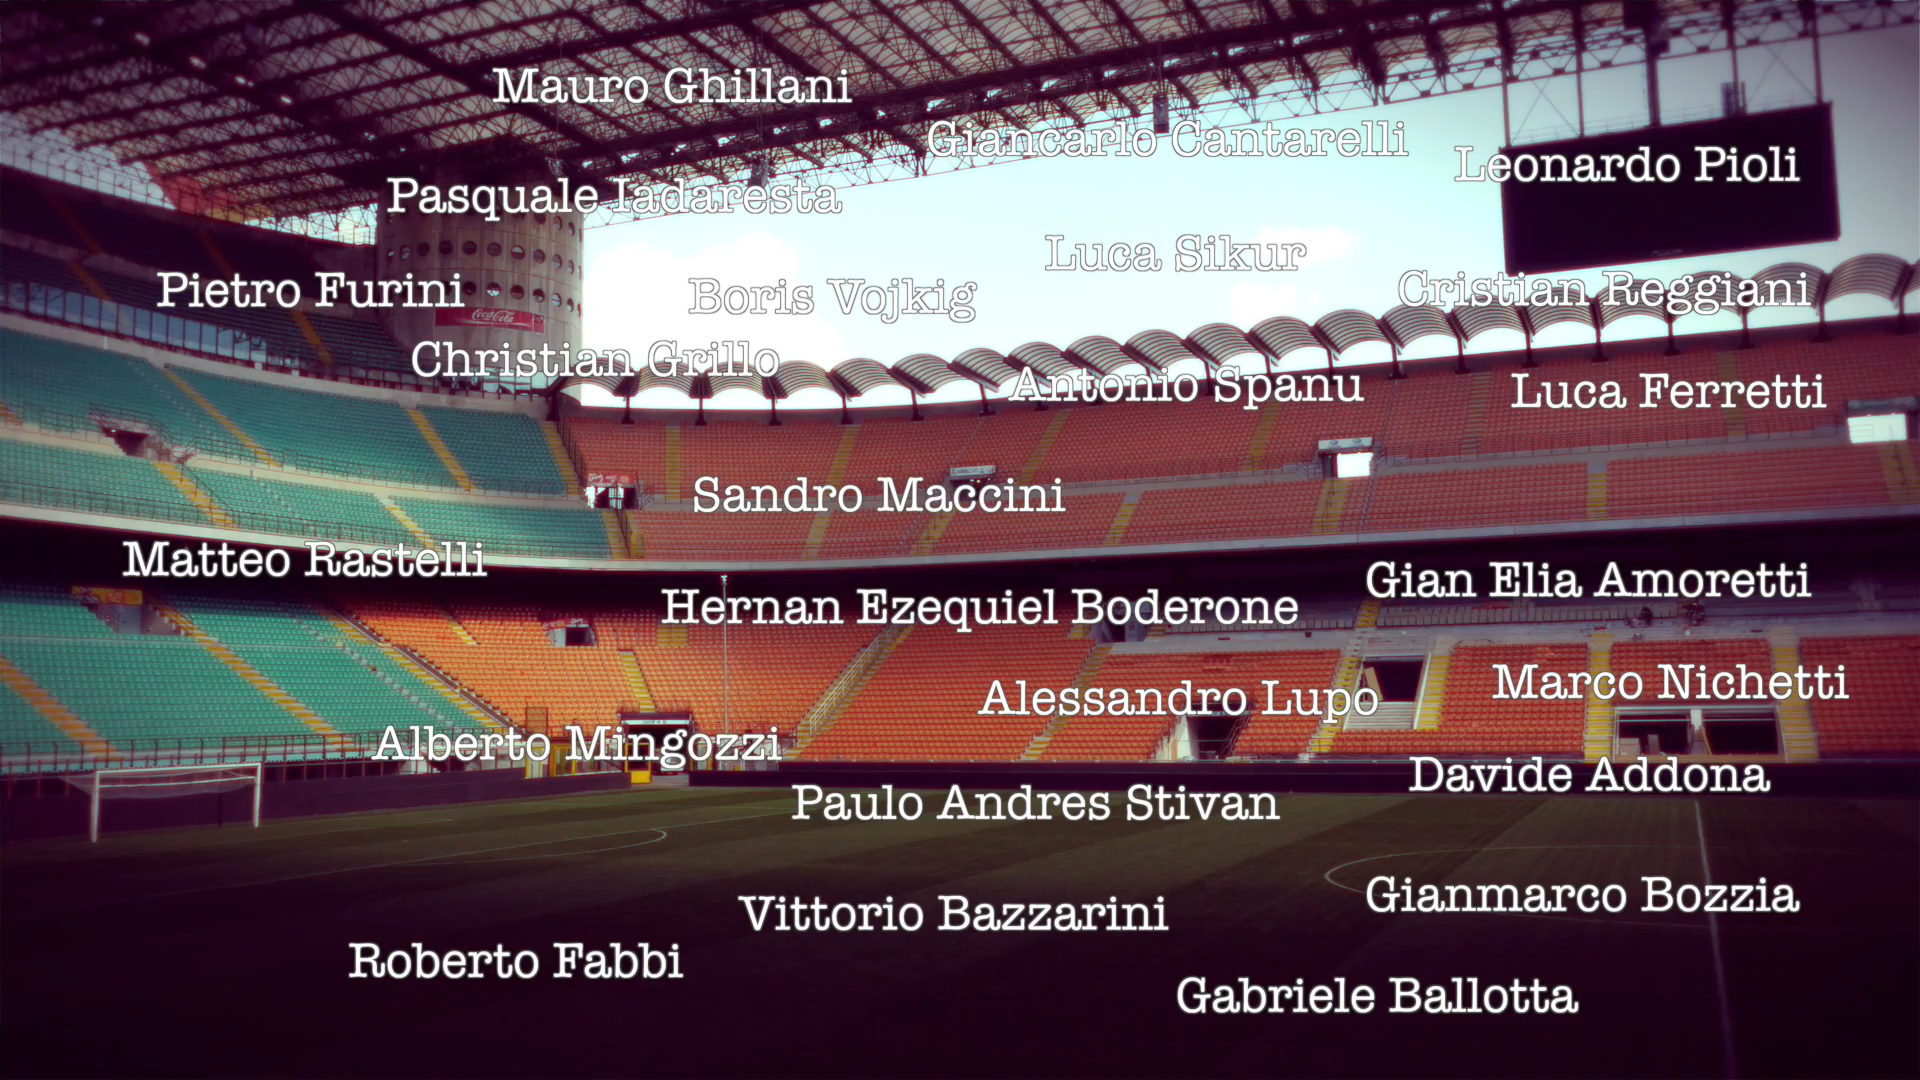 Mauro Ghillani
Giancarlo Cantarelli
Leonardo Pioli
Pasquale Iadaresta
Luca Sikur
Pietro Furini
Boris Vojkig
Cristian Reggiani
Coca-Cola
Christian Grillo
Antonio Spanu
Luca Ferretti
Sandro Maccini
Matteo Rastelli
Hernan Ezequiel Boderone
Gian Elia Amoretti
Alessandro Lupo
Marco Nichetti
Alberto Mingozzi
Paulo Andres Stivan
Davide Addona
Vittorio Bazzarini
Gianmarco Bozzia
Roberto Fabbi
Gabriele Ballotta